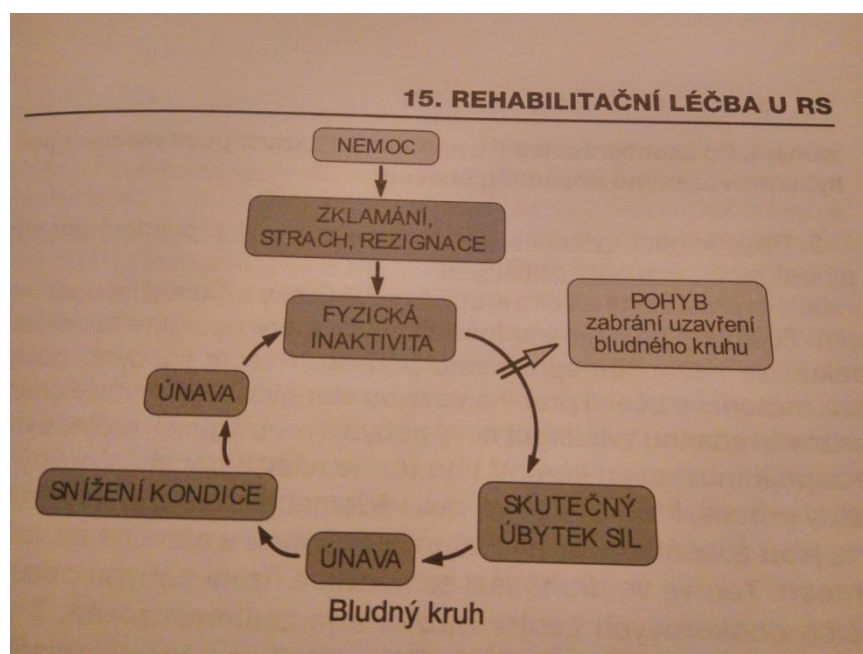 15. REHABILITAČNÍ LÉČBA U RS
NEMOC
ZKLAMÁNÍ,
STRACH, REZIGNACE
FYZICKÁ
INAKTIVITA
POHYB
zabrání uzavření
bludného kruhu
ÚNAVA
SNÍŽENÍ KONDICE
SKUTEČNÝ
ÚBYTEK SIL
ÚNAVA
Bludný kruh